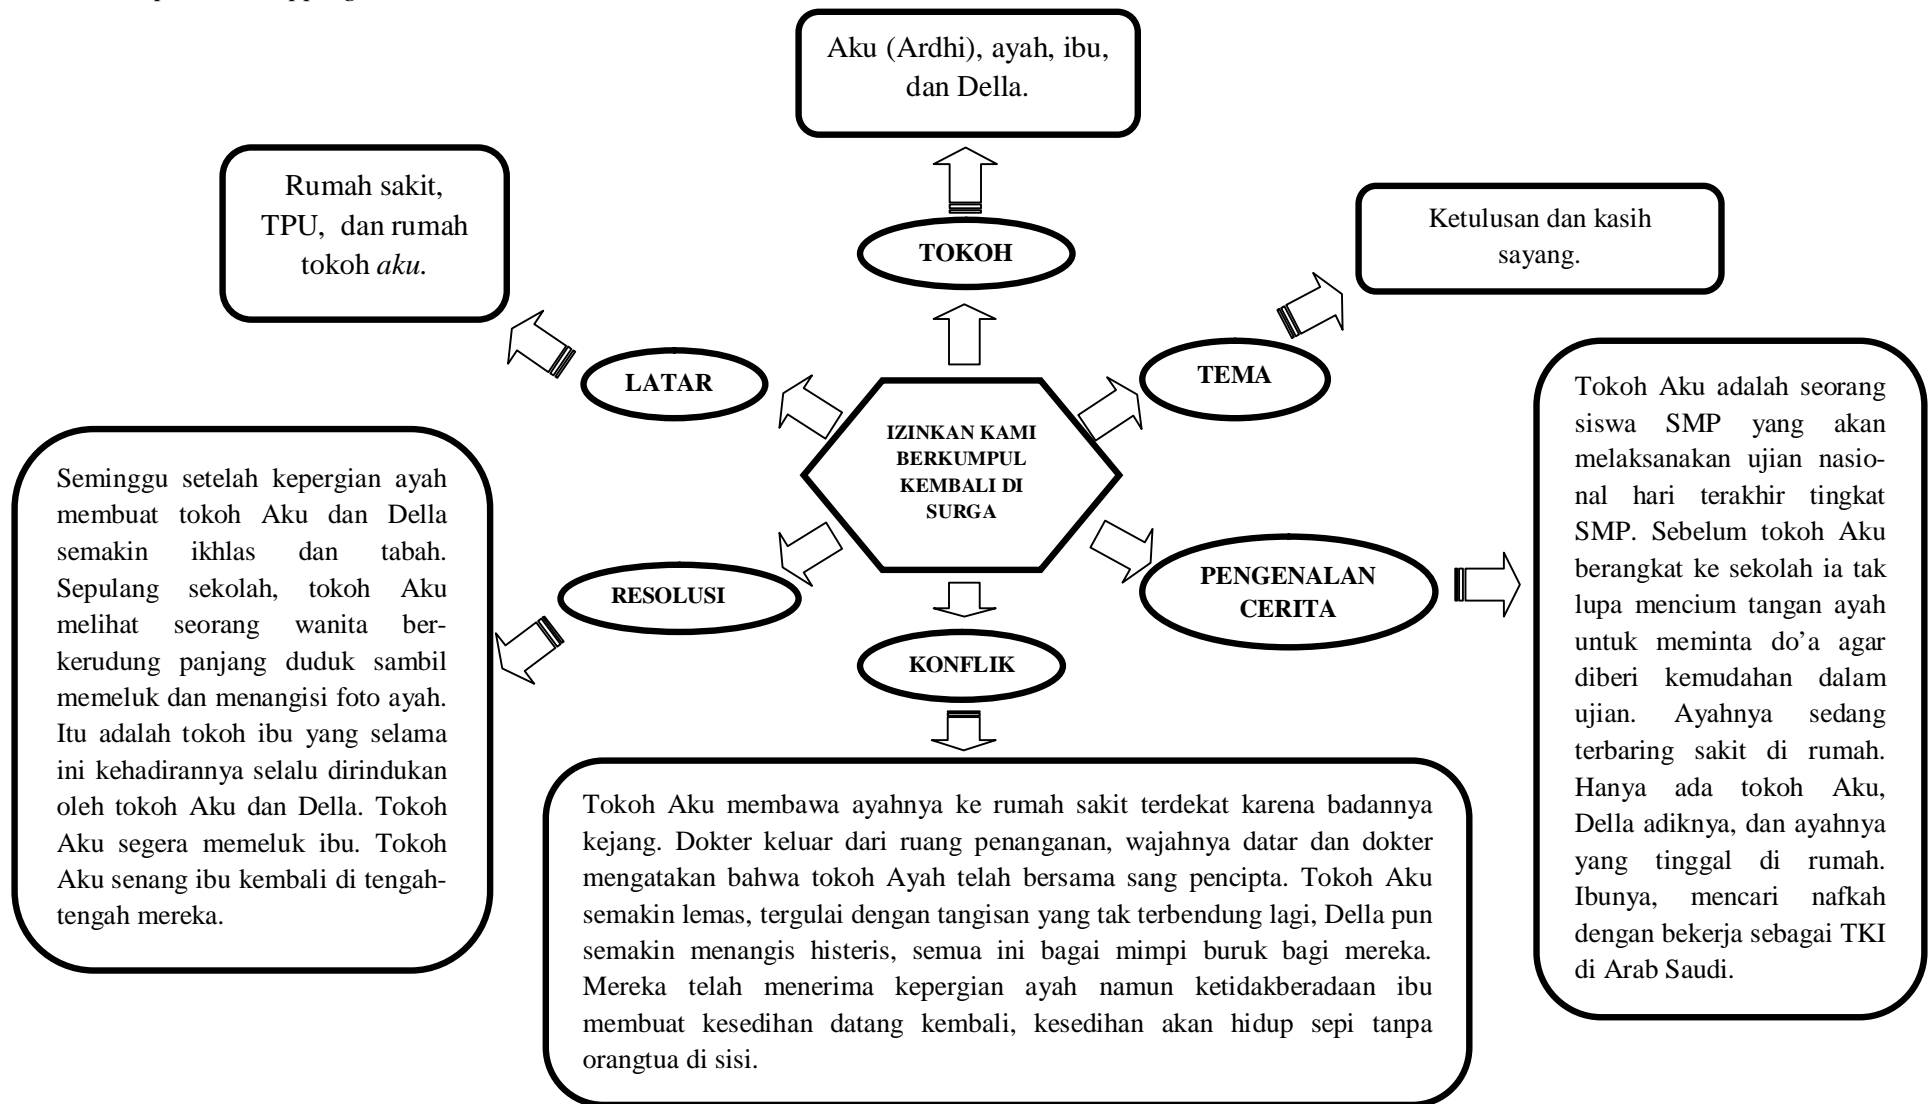 Aku (Ardhi), ayah, ibu,
dan Della.
Rumah sakit,
TPU,  dan rumah
tokoh aku.
TOKOH
Ketulusan dan kasih
sayang.
LATAR
TEMA
IZINKAN KAMI
BERKUMPUL
KEMBALI DI
SURGA
Tokoh Aku adalah seorang
siswa SMP yang akan
melaksanakan ujian nasio-
nal hari terakhir tingkat
SMP. Sebelum tokoh Aku
berangkat ke sekolah ia tak
lupa mencium tangan ayah
untuk meminta do’a agar
diberi kemudahan dalam
ujian. Ayahnya sedang
terbaring sakit di rumah.
Hanya ada tokoh Aku,
Della adiknya, dan ayahnya
yang tinggal di rumah.
Ibunya, mencari nafkah
dengan bekerja sebagai TKI
di Arab Saudi.
Seminggu setelah kepergian ayah
membuat tokoh Aku dan Della
semakin ikhlas dan tabah.
Sepulang sekolah, tokoh Aku
melihat seorang wanita ber-
kerudung panjang duduk sambil
memeluk dan menangisi foto ayah.
Itu adalah tokoh ibu yang selama
ini kehadirannya selalu dirindukan
oleh tokoh Aku dan Della. Tokoh
Aku segera memeluk ibu. Tokoh
Aku senang ibu kembali di tengah-
tengah mereka.
RESOLUSI
PENGENALAN
CERITA
KONFLIK
Tokoh Aku membawa ayahnya ke rumah sakit terdekat karena badannya
kejang. Dokter keluar dari ruang penanganan, wajahnya datar dan dokter
mengatakan bahwa tokoh Ayah telah bersama sang pencipta. Tokoh Aku
semakin lemas, tergulai dengan tangisan yang tak terbendung lagi, Della pun
semakin menangis histeris, semua ini bagai mimpi buruk bagi mereka.
Mereka telah menerima kepergian ayah namun ketidakberadaan ibu
membuat kesedihan datang kembali, kesedihan akan hidup sepi tanpa
orangtua di sisi.